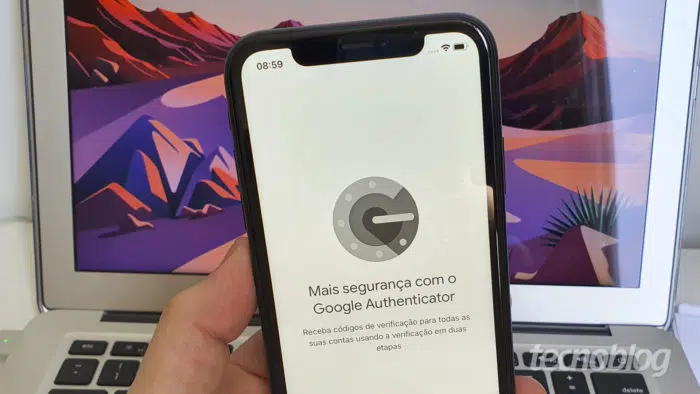 08:59
Mais segurança com o
Google Authenticator
Receba códigos de verificação para todas as
suas contas usando a verificação em duas
etapas
tecnoblog
delete